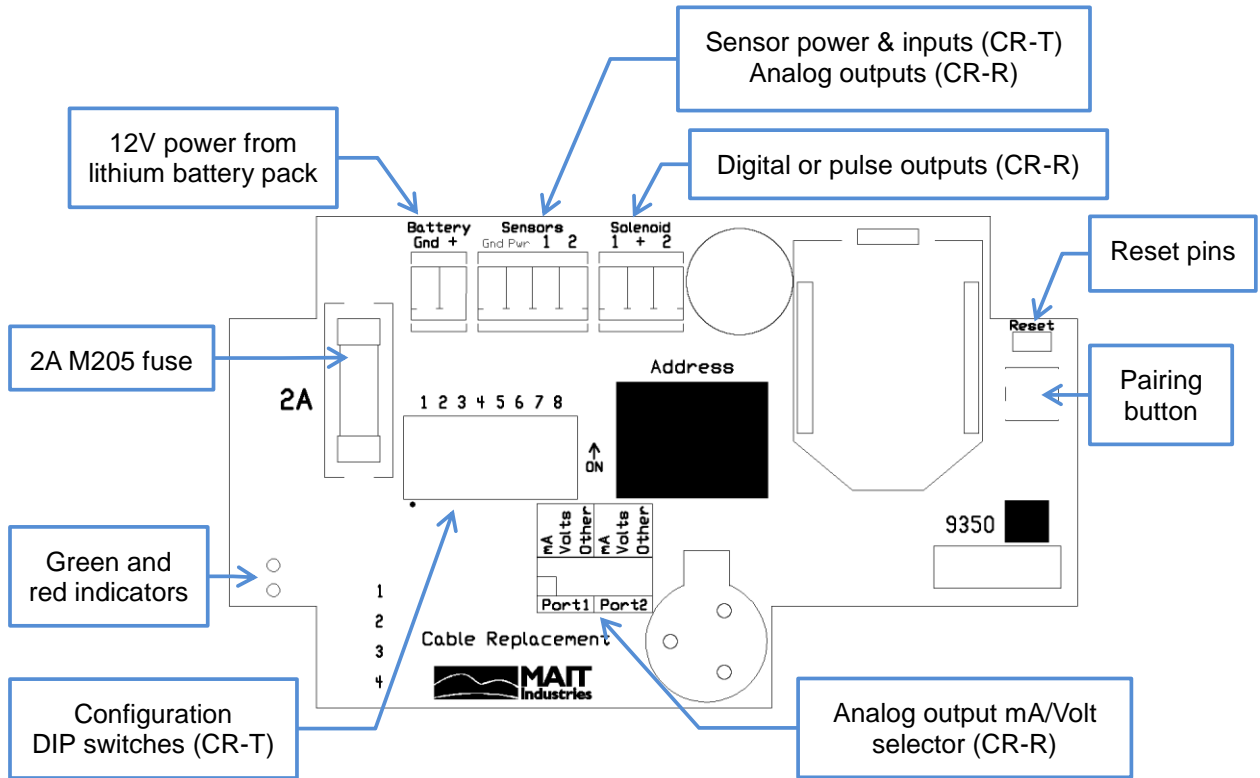 Sensor power & inputs (CR-T)
Analog outputs (CR-R)
12V power from
lithium battery pack
Digital or pulse outputs (CR-R)
Battery
Gnd +
Sensors
Gnd Pwr 1 2
Solenoid
1 + 2
Reset pins
Reset
2A M205 fuse
2A
Address
Pairing
button
1 2 3 4 5 6 7 8
ON
mA Volts Other mA Volts Other
Port1 Port2
9350
Green and
red indicators
1
2
3
4
Cable Replacement
MAIT
Industries
Configuration
DIP switches (CR-T)
Analog output mA/Volt
selector (CR-R)